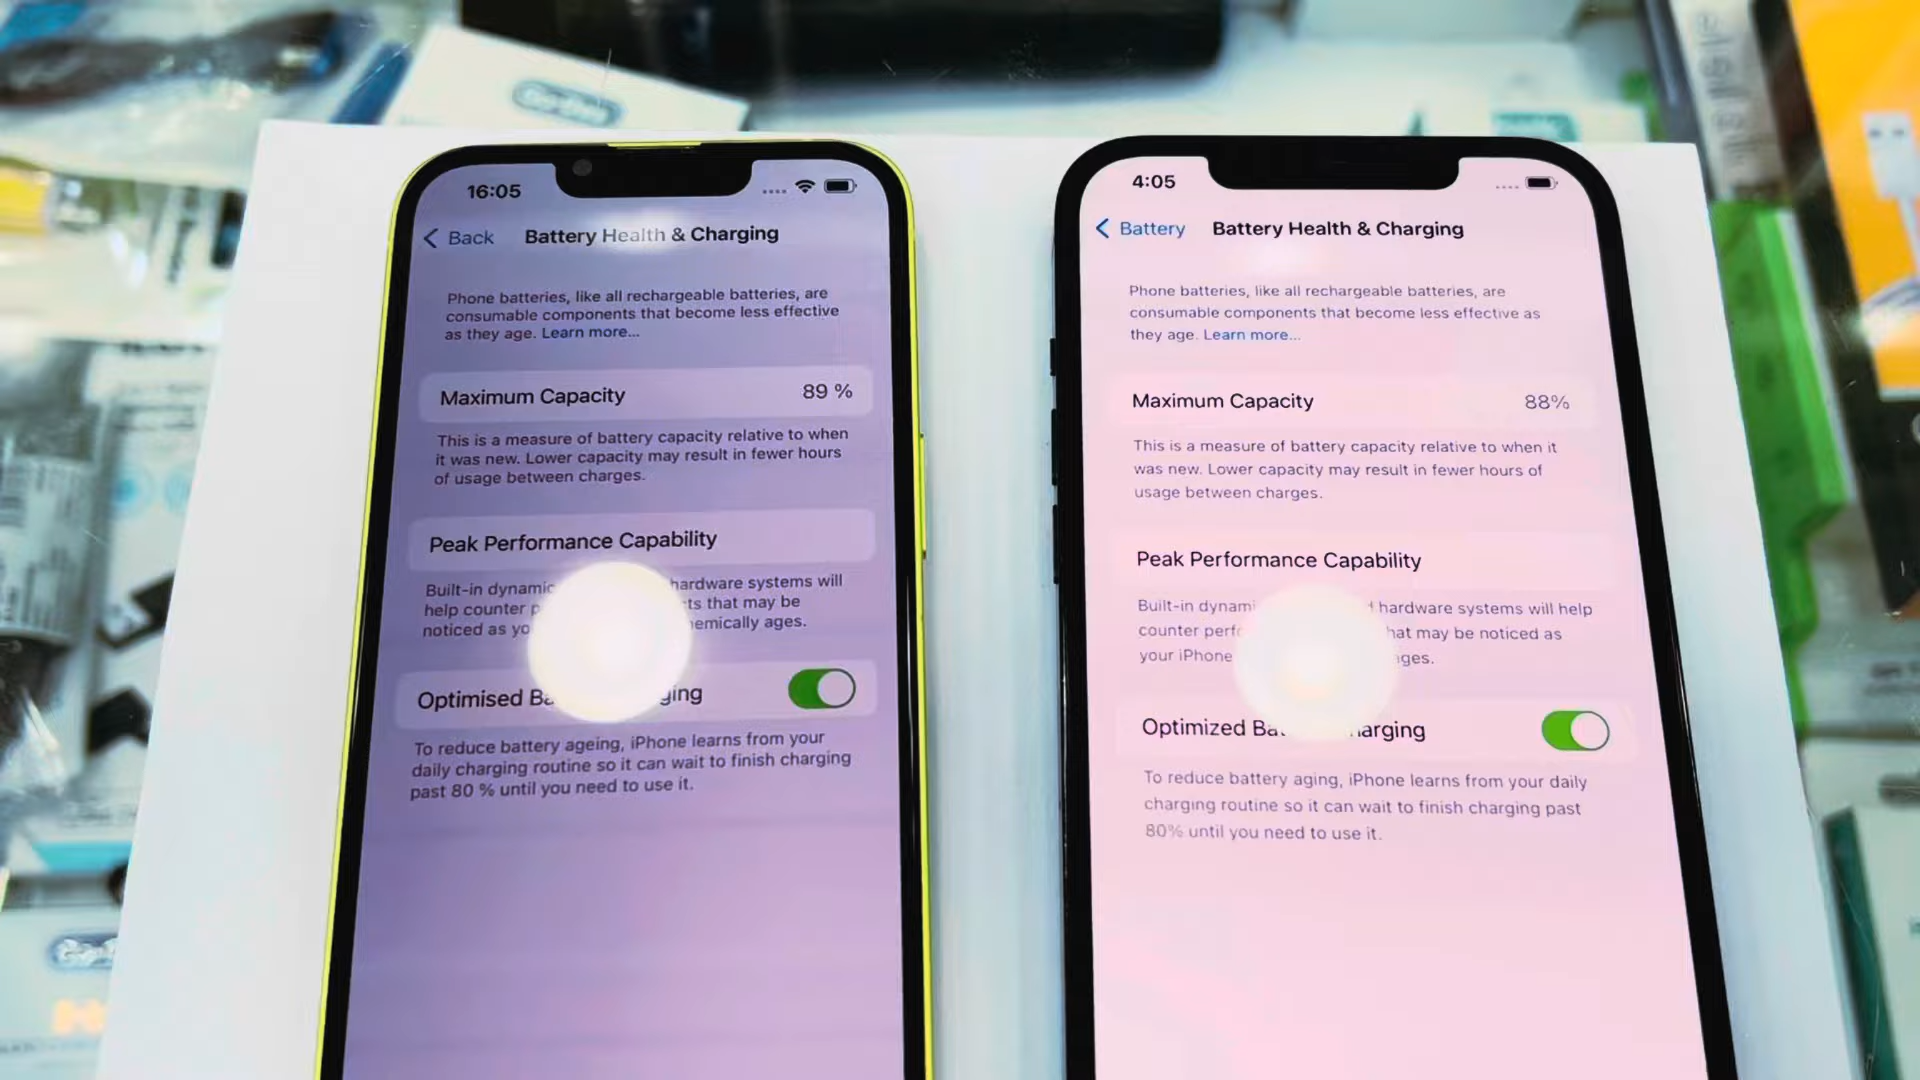 16:05
Back
Battery Health & Charging
Phone batteries, like all rechargeable batteries, are
consumable components that become less effective
as they age. Learn more...
Maximum Capacity
89 %
This is a measure of battery capacity relative to when
it was new. Lower capacity may result in fewer hours
of usage between charges.
Peak Performance Capability
Built-in dynamic hardware systems will
help counter that may be
noticed as ages.
Optimised
To reduce battery ageing, iPhone learns from your
daily charging routine so it can wait to finish charging
past 80 % until you need to use it.
4:05
Battery
Battery Health & Charging
Phone batteries, like all rechargeable batteries, are
consumable components that become less effective as
they age. Learn more...
Maximum Capacity
88%
This is a measure of battery capacity relative to when it
was new. Lower capacity may result in fewer hours of
usage between charges.
Peak Performance Capability
Built-in hardware systems will help
counter may be noticed as
your iPhone
Optimized
To reduce battery aging, iPhone learns from your daily
charging routine so it can wait to finish charging past
80% until you need to use it.